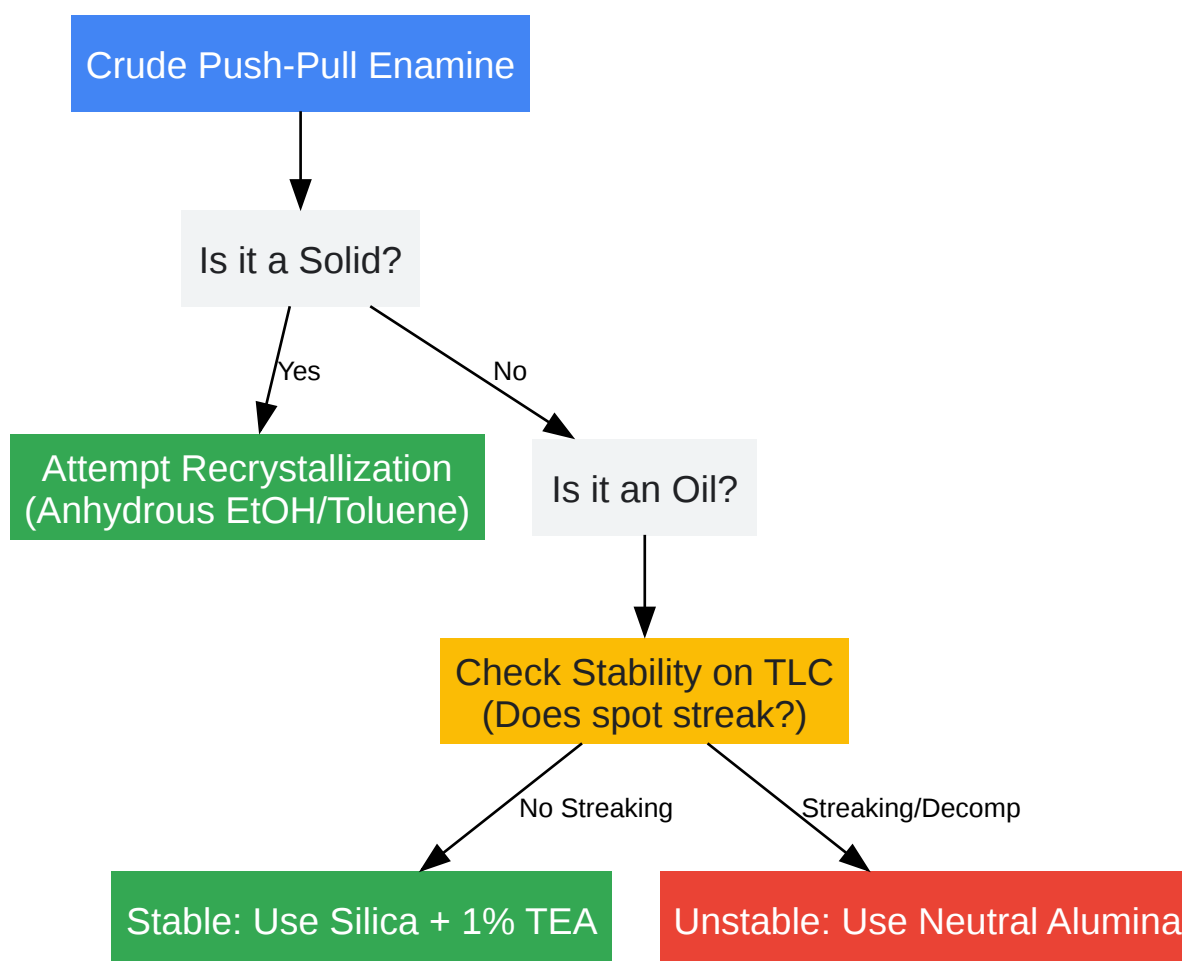 Crude Push-Pull Enamine
Is it a Solid?
Yes
No
Attempt Recrystallization
(Anhydrous EtOH/Toluene)
Is it an Oil?
Check Stability on TLC
(Does spot streak?)
No Streaking
Streaking/Decomp
Stable: Use Silica + 1% TEA
Unstable: Use Neutral Alumina